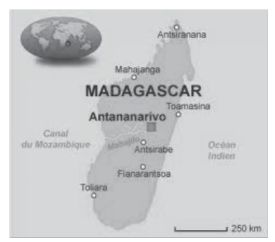 Antsiranana
Mahajanga
MADAGASCAR
Toamasina
Antananarivo
Canal
du Mozambique
Océan
Indien
Antsirabe
Fianarantsoa
Toliara
250 km